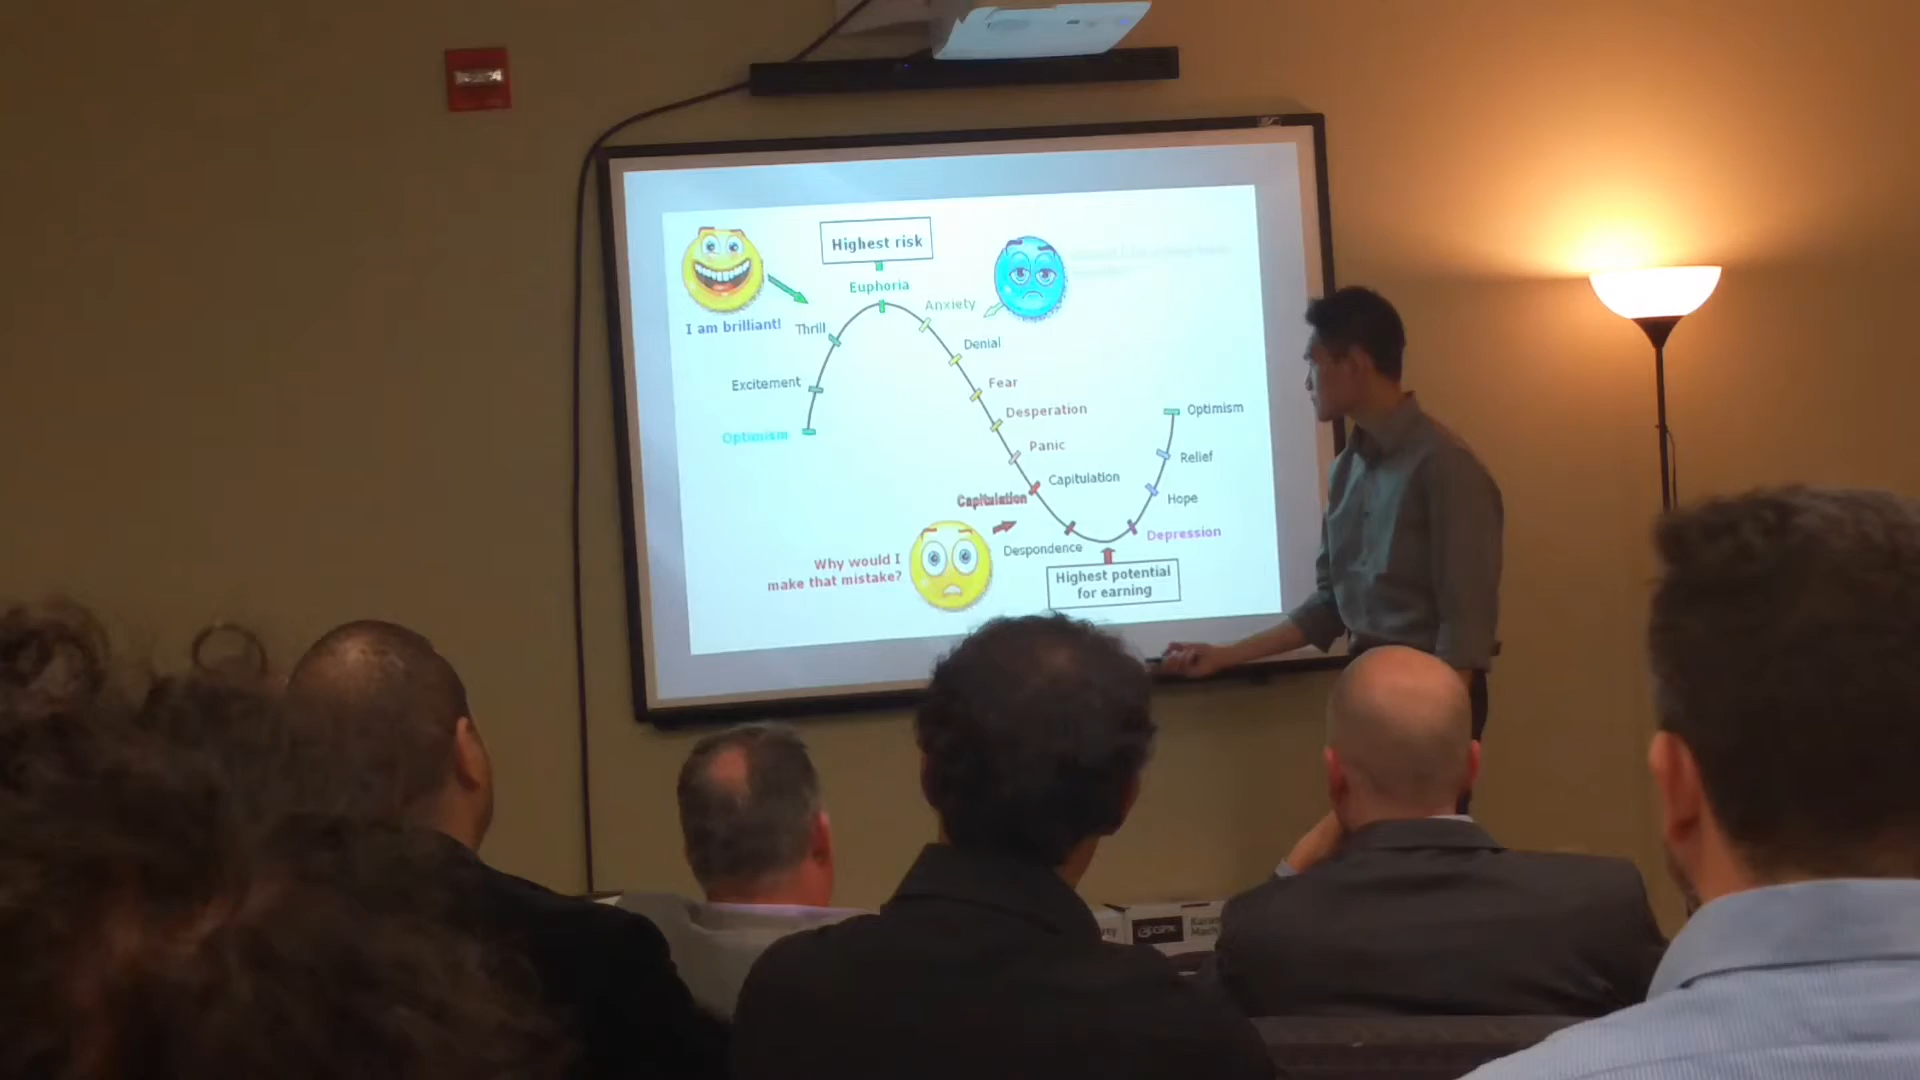 Highest risk
Euphoria
Anxiety
I am brilliant!
Thrill
Denial
Excitement
Fear
Desperation
Optimism
Optimism
Panic
Relief
Capitulation
Capitulation
Hope
Depression
Despondence
Why would I
make that mistake?
Highest potential
for earning
GPX